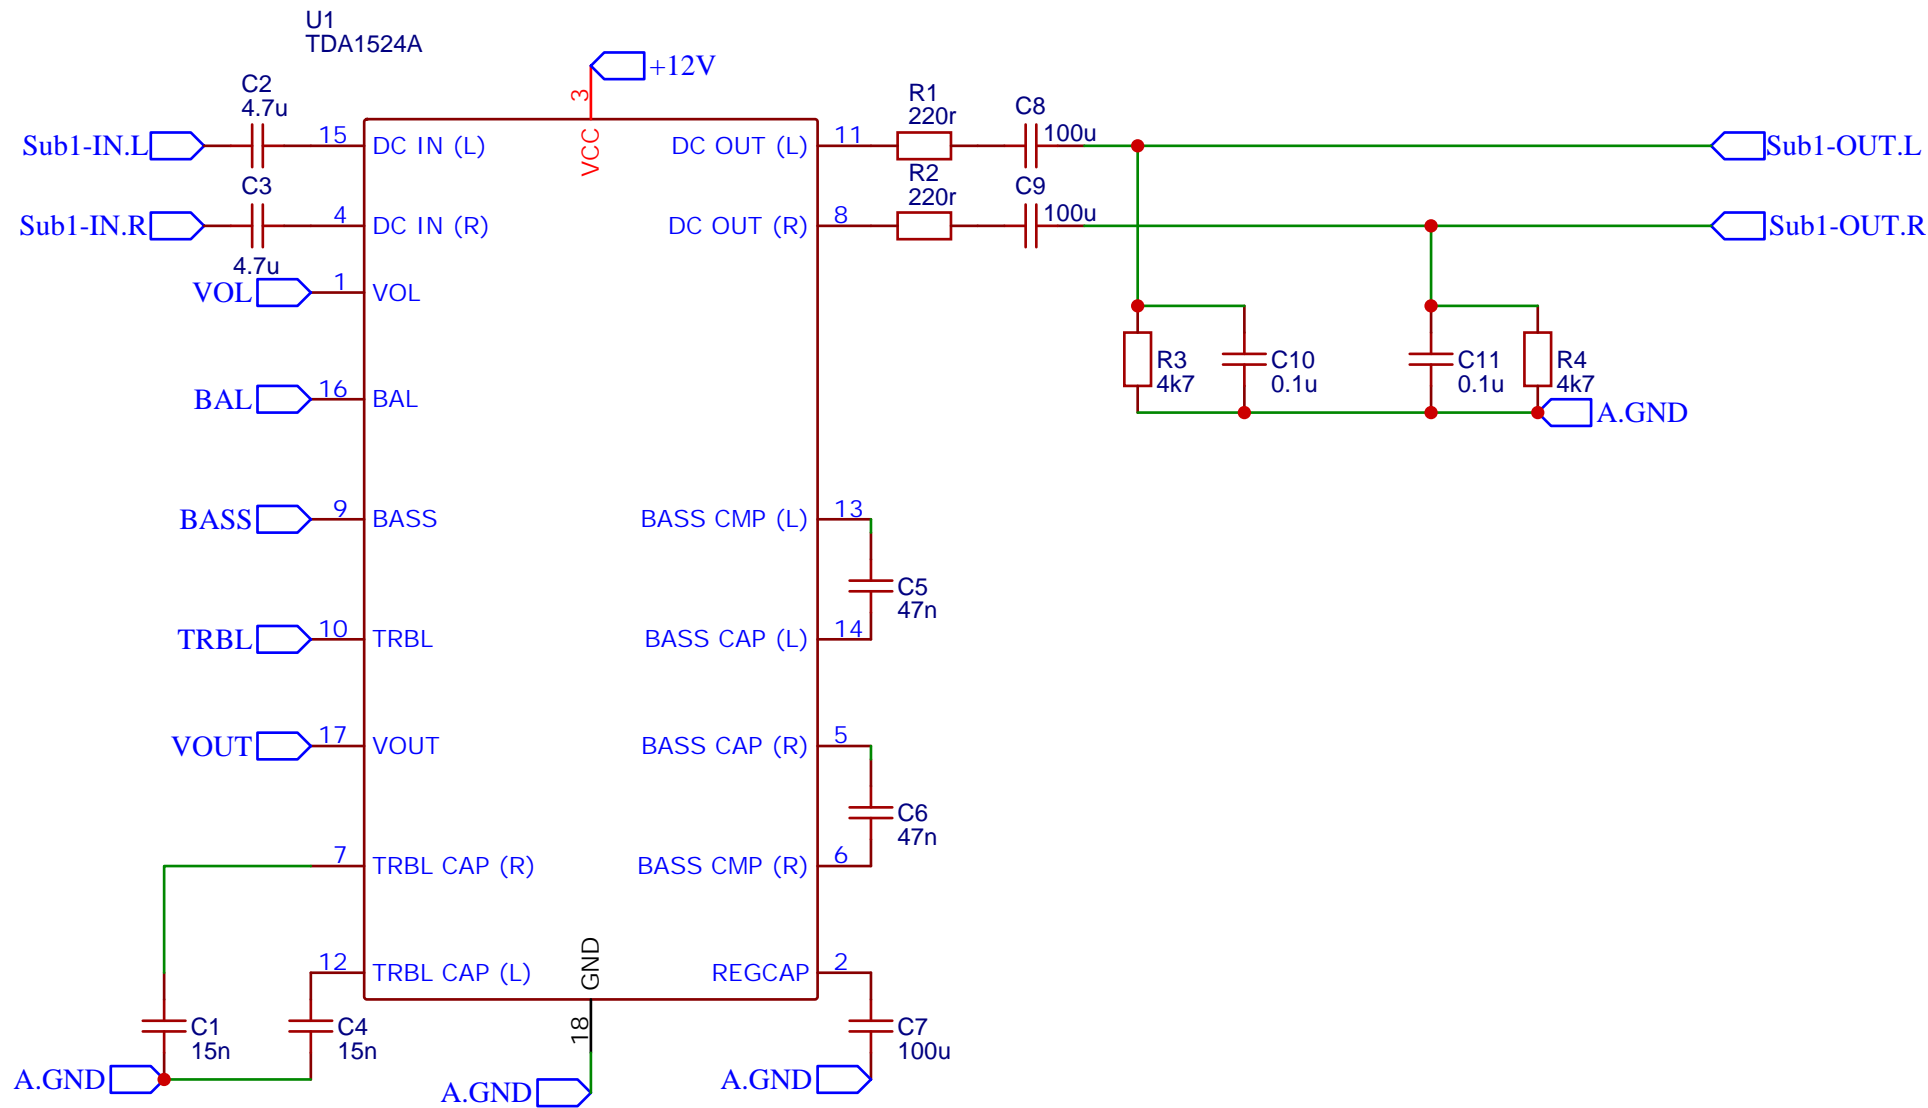 U1
TDA1524A
+12V
3
VCC
C2
4.7u
Sub1-IN.L
15
DC IN (L)
C3
4.7u
Sub1-IN.R
4
DC IN (R)
VOL
1
VOL
BAL
16
BAL
BASS
9
BASS
TRBL
10
TRBL
VOUT
17
VOUT
7
TRBL CAP (R)
12
TRBL CAP (L)
C1
15n
C4
15n
A.GND
GND
18
A.GND
DC OUT (L)
11
R1
220r
C8
100u
Sub1-OUT.L
DC OUT (R)
8
R2
220r
C9
100u
Sub1-OUT.R
R3
4k7
C10
0.1u
C11
0.1u
R4
4k7
A.GND
BASS CMP (L)
13
C5
47n
BASS CAP (L)
14
BASS CAP (R)
5
C6
47n
BASS CMP (R)
6
REGCAP
2
C7
100u
A.GND